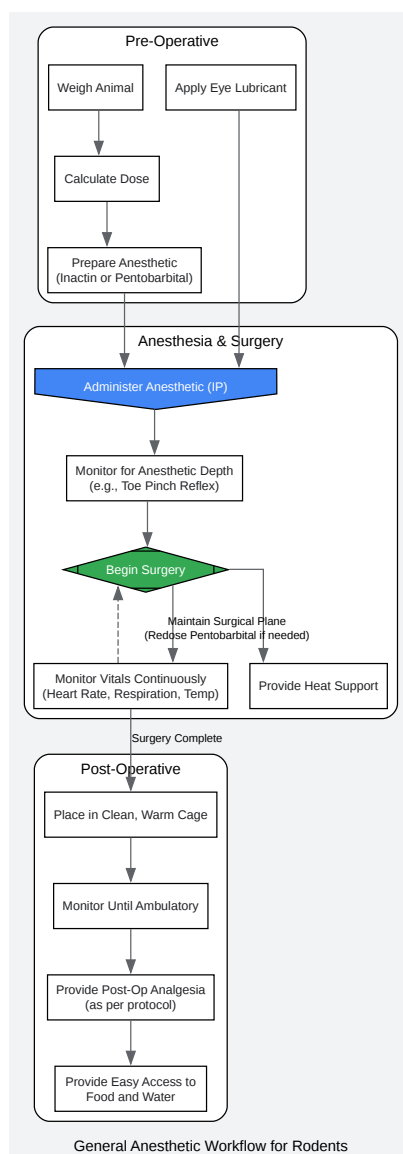 Pre-Operative
Weigh Animal
Apply Eye Lubricant
Calculate Dose
Prepare Anesthetic
(Inactin or Pentobarbital)
Anesthesia & Surgery
Administer Anesthetic (IP)
Monitor for Anesthetic Depth
(e.g., Toe Pinch Reflex)
Begin Surgery
Maintain Surgical Plane
(Redose Pentobarbital if needed)
Monitor Vitals Continuously
(Heart Rate, Respiration, Temp)
Provide Heat Support
Surgery Complete
Post-Operative
Place in Clean, Warm Cage
Monitor Until Ambulatory
Provide Post-Op Analgesia
(as per protocol)
Provide Easy Access to
Food and Water
General Anesthetic Workflow for Rodents